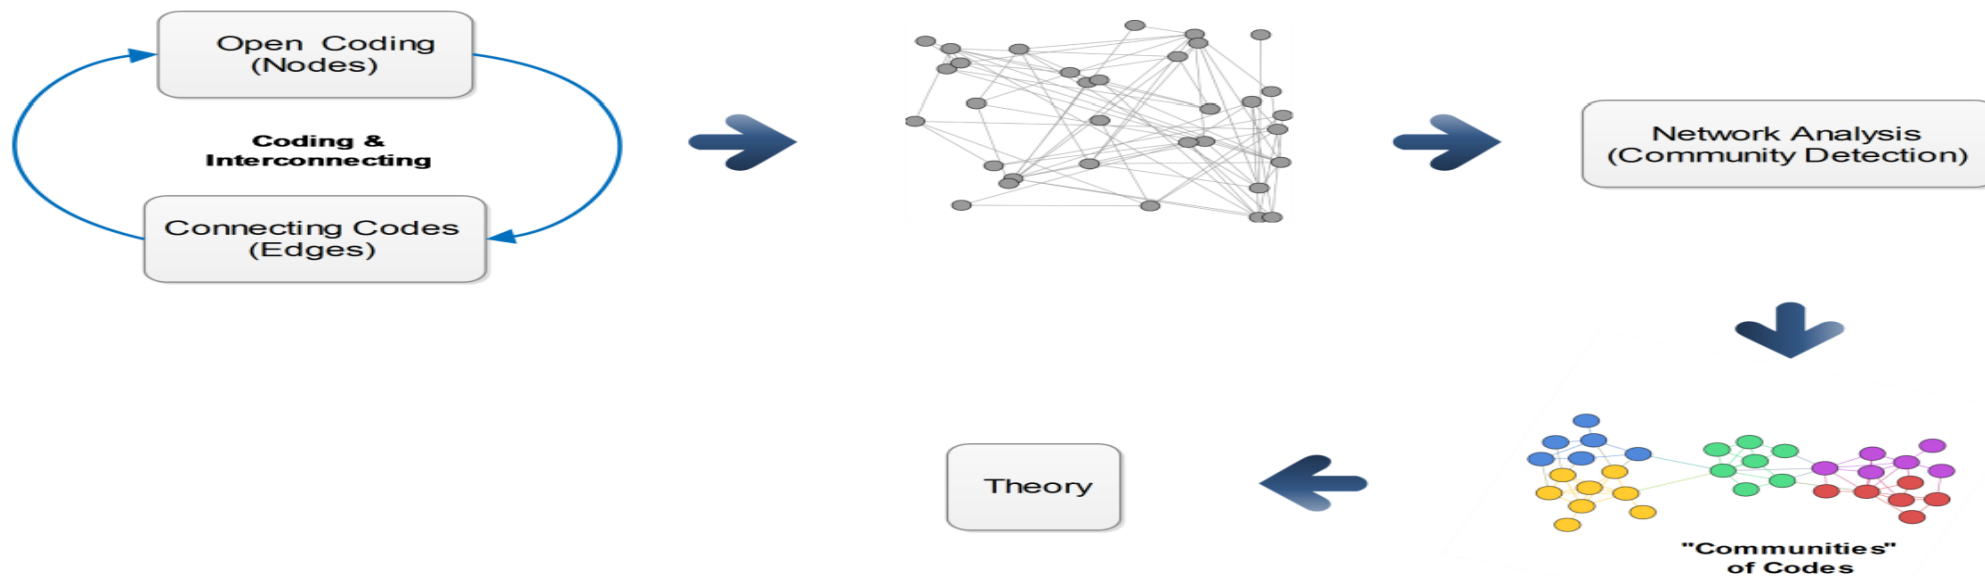 Open Coding
(Nodes)
Coding &
Interconnecting
Connecting Codes
(Edges)
Network Analysis
(Community Detection)
Theory
"Communities"
of Codes